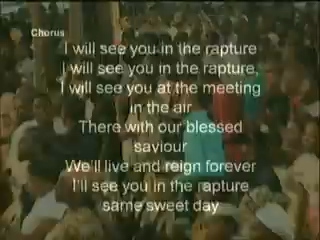 Chorus
I will see you in the rapture
I will see you in the rapture,
I will see you at the meeting
in the air
There with our blessed
saviour
We'll live and reign forever
I'll see you in the rapture
same sweet day